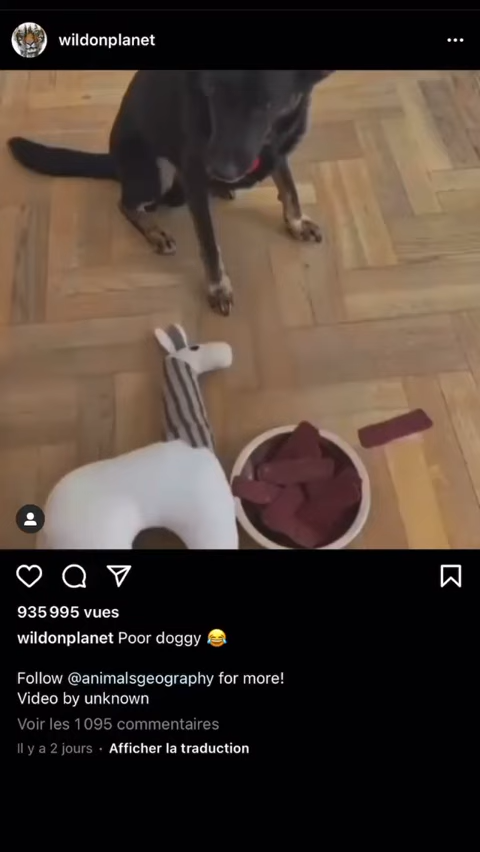 wildonplanet
935 995 vues
wildonplanet Poor doggy 😂
Follow @animalsgeography for more!
Video by unknown
Voir les 1 095 commentaires
Il y a 2 jours · Afficher la traduction